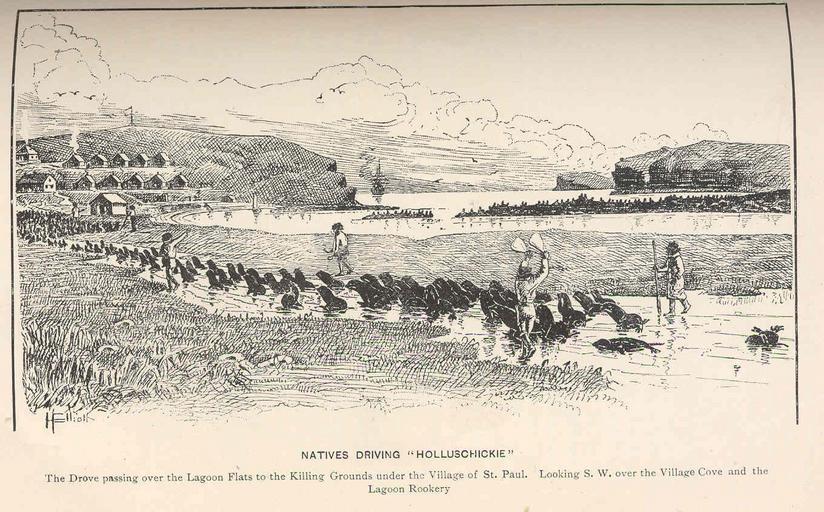 HElliott
NATIVES DRIVING "HOLLUSCHICKIE"
The Drove passing over the Lagoon Flats to the Killing Grounds under the Village of St. Paul. Looking S. W. over the Village Cove and the
Lagoon Rookery